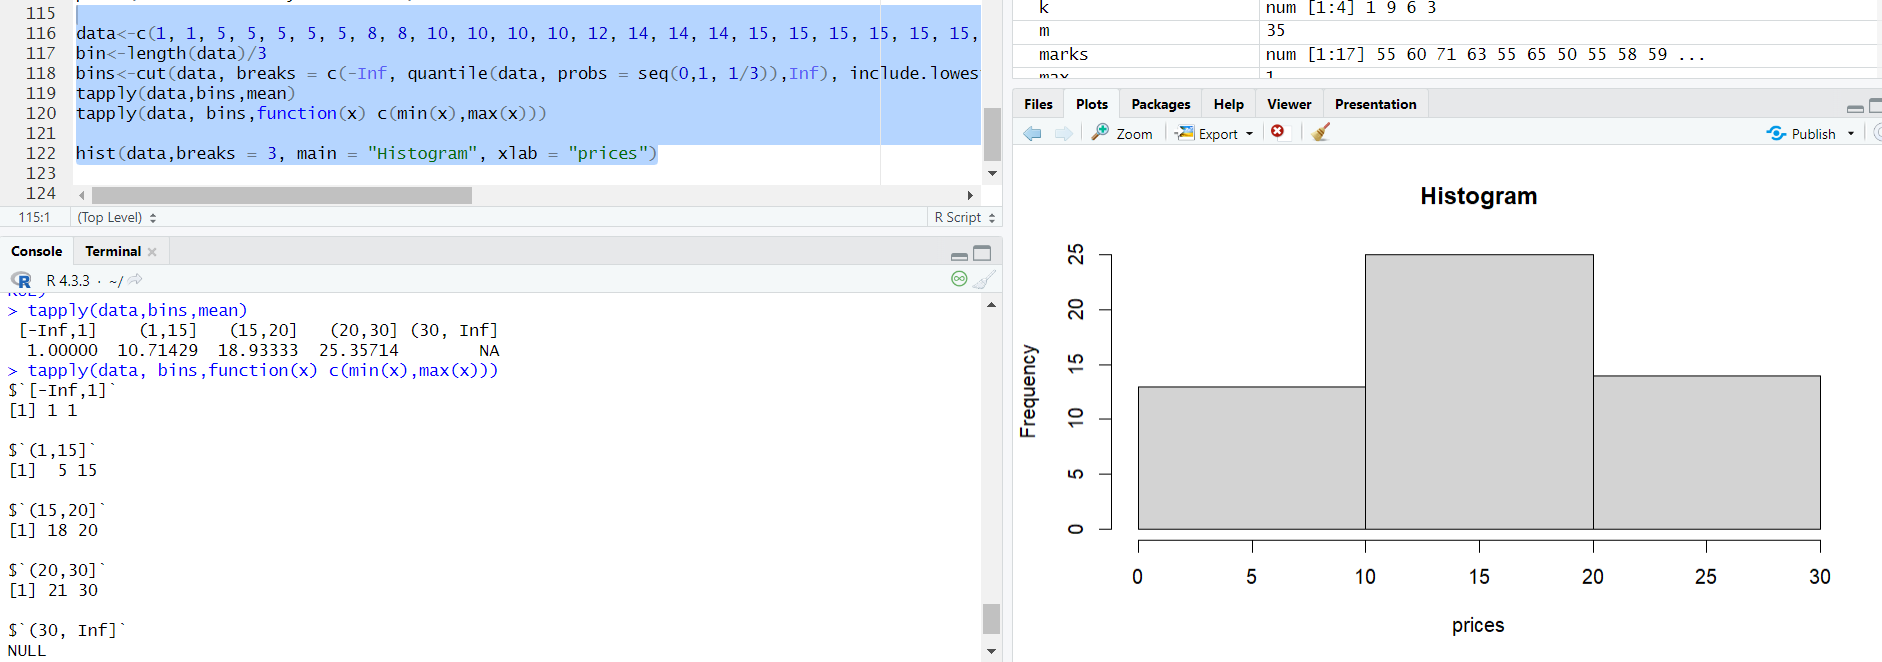 115
116 data<-c(1, 1, 5, 5, 5, 5, 5, 8, 8, 10, 10, 10, 10, 12, 14, 14, 14, 15, 15, 15, 15, 15, 15,
117 bin<-length(data)/3
118 bins<-cut(data, breaks = c(-Inf, quantile(data, probs = seq(0,1, 1/3)),Inf), include.lowes
119 tapply(data,bins,mean)
120 tapply(data, bins,function(x) c(min(x),max(x)))
121
122 hist(data,breaks = 3, main = "Histogram", xlab = "prices")
123
124
115:1 (Top Level) R Script
Console Terminal
R 4.3.3 · ~/
> tapply(data,bins,mean)
[-Inf,1] (1,15] (15,20] (20,30] (30, Inf]
1.00000 10.71429 18.93333 25.35714 NA
> tapply(data, bins,function(x) c(min(x),max(x)))
$`[-Inf,1]`
[1] 1 1
$`(1,15]`
[1] 5 15
$`(15,20]`
[1] 18 20
$`(20,30]`
[1] 21 30
$`(30, Inf]`
NULL
k num [1:4] 1 9 6 3
m 35
marks num [1:17] 55 60 71 63 55 65 50 55 58 59 ...
Files Plots Packages Help Viewer Presentation
Zoom Export Publish
Histogram
25
20
15
10
5
0
Frequency
0 5 10 15 20 25 30
prices